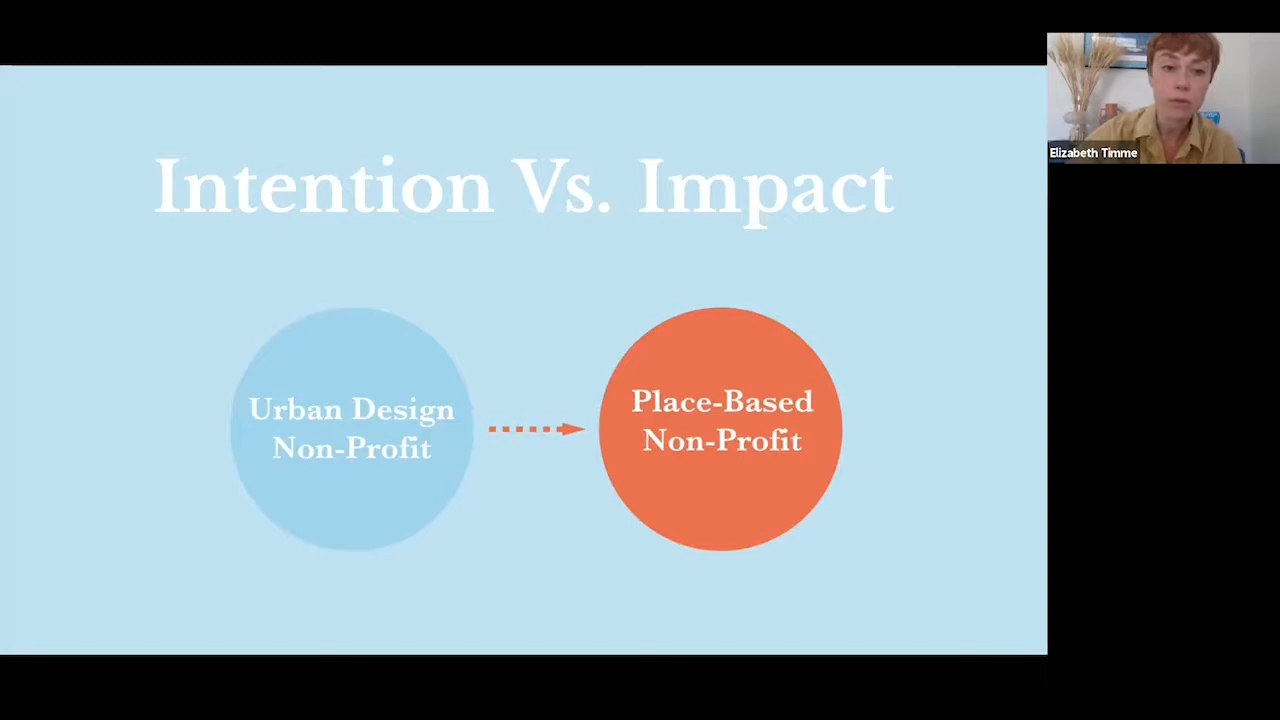 Intention Vs. Impact
Urban Design
Non-Profit
Place-Based
Non-Profit
Elizabeth Timme